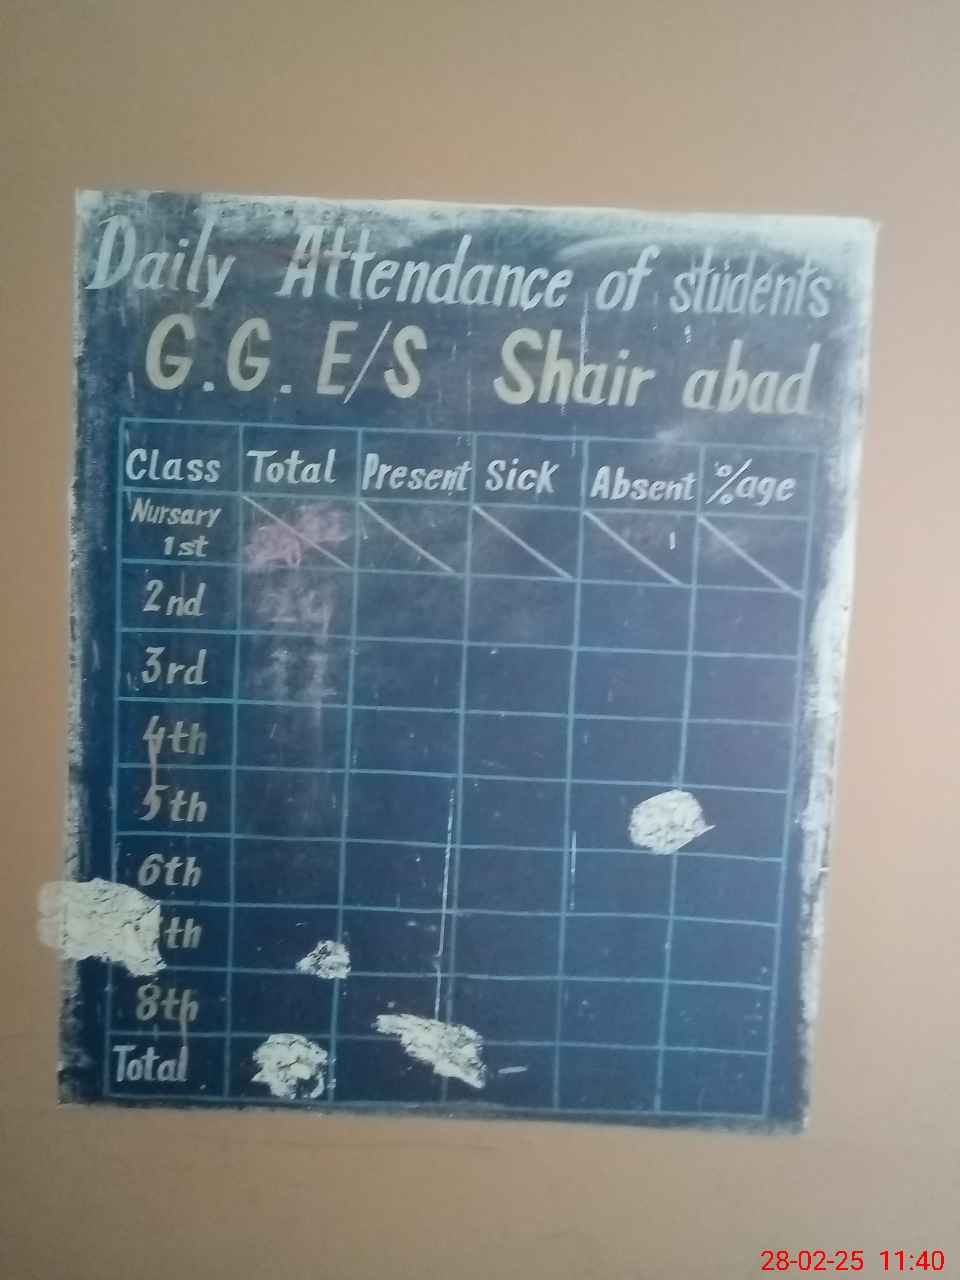 Daily Attendance of students
G.G. E/S Shair abad
Class Total Present Sick Absent %age
Nursary
1st
2nd
3rd
4th
5th
6th
th
8th
Total
28-02-25 11:40